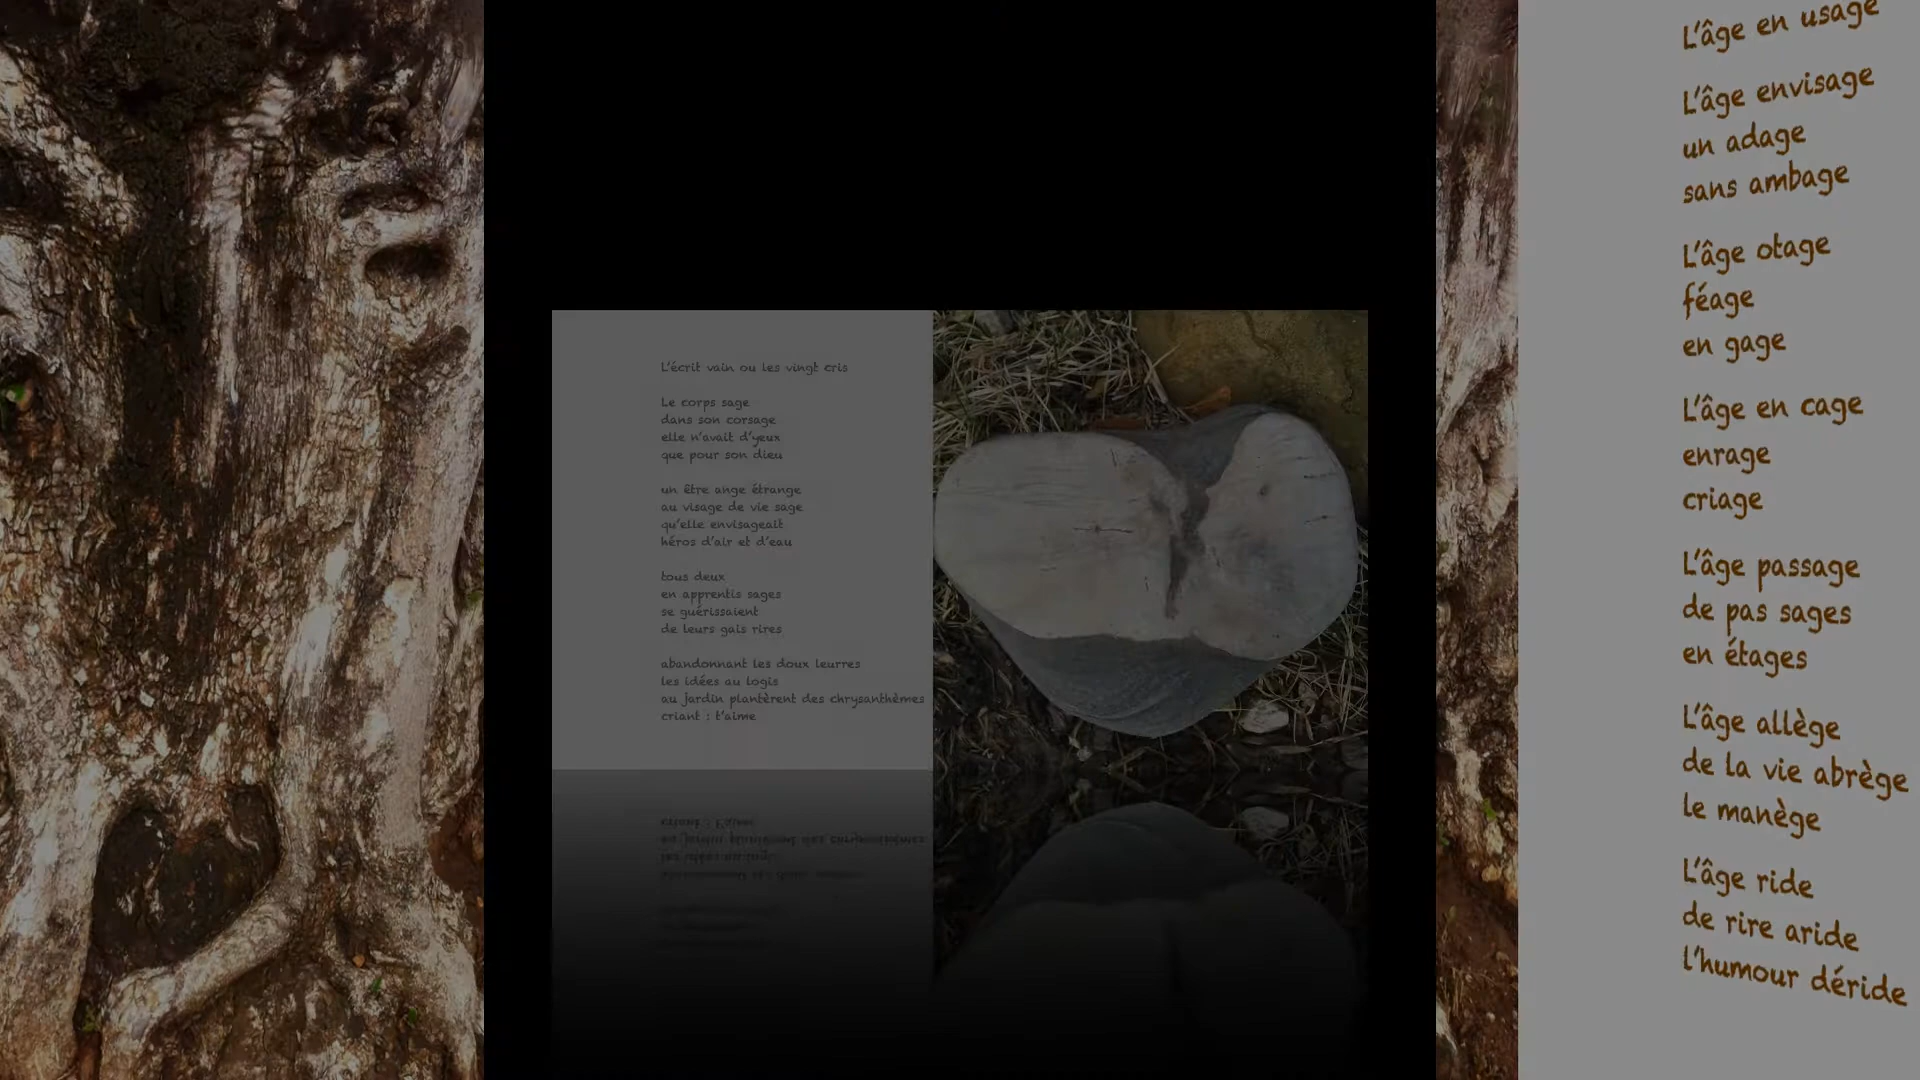 L'écrit vain ou les vingt cris
Le corps sage
dans son corsage
elle n'avait d'yeux
que pour son dieu
un être ange étrange
au visage de vie sage
qu'elle envisageait
héros d'air et d'eau
tous deux
en apprentis sages
se guérissaient
de leurs gais rires
abandonnant les doux leurres
les idées au logis
au jardin plantèrent des chrysanthèmes
criant : t'aime
L'âge en usage
L'âge envisage
un adage
sans ambage
L'âge otage
féage
en gage
L'âge en cage
enrage
criage
L'âge passage
de pas sages
en étages
L'âge allège
de la vie abrège
le manège
L'âge ride
de rire aride
l'humour déride